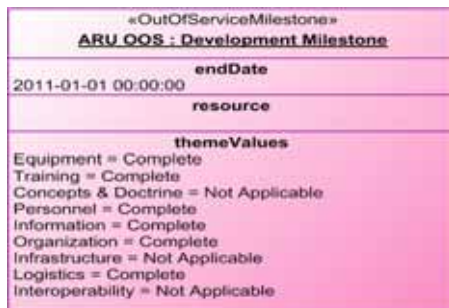 «OutOfServiceMilestone»
ARU OOS : Development Milestone
endDate
2011-01-01 00:00:00
resource
themeValues
Equipment = Complete
Training = Complete
Concepts & Doctrine = Not Applicable
Personnel = Complete
Information = Complete
Organization = Complete
Infrastructure = Not Applicable
Logistics = Complete
Interoperability = Not Applicable